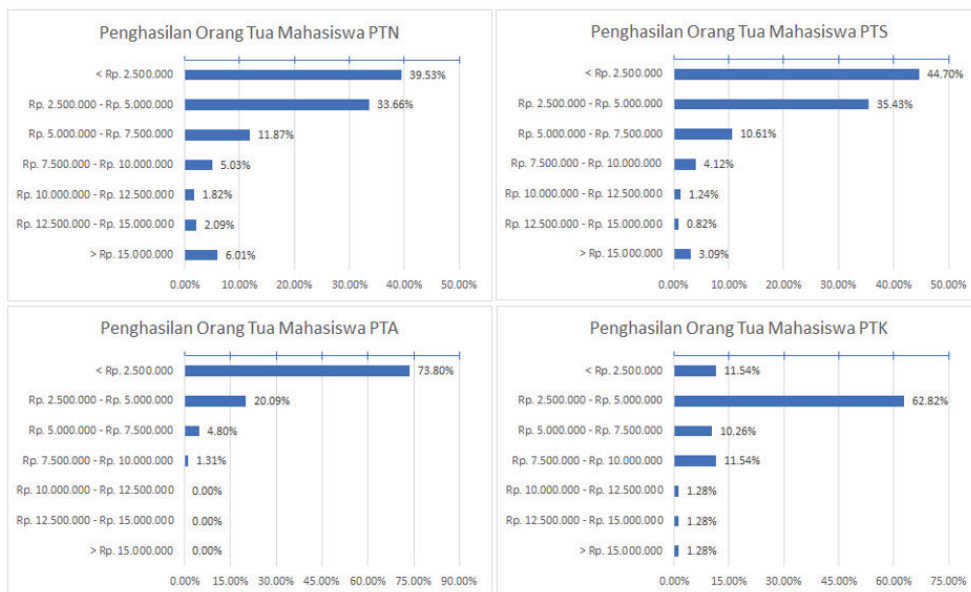 Penghasilan Orang Tua Mahasiswa PTN
< Rp. 2.500.000 39.53%
Rp. 2.500.000 - Rp. 5.000.000 33.66%
Rp. 5.000.000 - Rp. 7.500.000 11.87%
Rp. 7.500.000 - Rp. 10.000.000 5.03%
Rp. 10.000.000 - Rp. 12.500.000 1.82%
Rp. 12.500.000 - Rp. 15.000.000 2.09%
> Rp. 15.000.000 6.01%
0.00% 10.00% 20.00% 30.00% 40.00% 50.00%
Penghasilan Orang Tua Mahasiswa PTS
< Rp. 2.500.000 44.70%
Rp. 2.500.000 - Rp. 5.000.000 35.43%
Rp. 5.000.000 - Rp. 7.500.000 10.61%
Rp. 7.500.000 - Rp. 10.000.000 4.12%
Rp. 10.000.000 - Rp. 12.500.000 1.24%
Rp. 12.500.000 - Rp. 15.000.000 0.82%
> Rp. 15.000.000 3.09%
0.00% 10.00% 20.00% 30.00% 40.00% 50.00%
Penghasilan Orang Tua Mahasiswa PTA
< Rp. 2.500.000 73.80%
Rp. 2.500.000 - Rp. 5.000.000 20.09%
Rp. 5.000.000 - Rp. 7.500.000 4.80%
Rp. 7.500.000 - Rp. 10.000.000 1.31%
Rp. 10.000.000 - Rp. 12.500.000 0.00%
Rp. 12.500.000 - Rp. 15.000.000 0.00%
> Rp. 15.000.000 0.00%
0.00% 15.00% 30.00% 45.00% 60.00% 75.00% 90.00%
Penghasilan Orang Tua Mahasiswa PTK
< Rp. 2.500.000 11.54%
Rp. 2.500.000 - Rp. 5.000.000 62.82%
Rp. 5.000.000 - Rp. 7.500.000 10.26%
Rp. 7.500.000 - Rp. 10.000.000 11.54%
Rp. 10.000.000 - Rp. 12.500.000 1.28%
Rp. 12.500.000 - Rp. 15.000.000 1.28%
> Rp. 15.000.000 1.28%
0.00% 15.00% 30.00% 45.00% 60.00% 75.00%